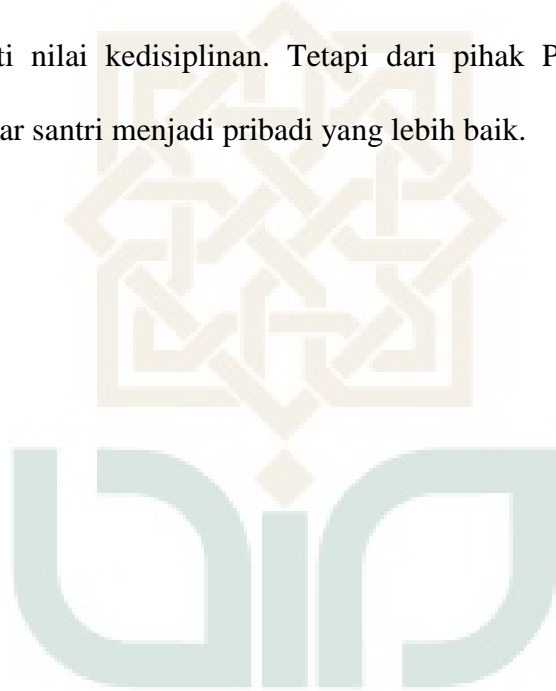 ti nilai kedisiplinan. Tetapi dari pihak P
ar santri menjadi pribadi yang lebih baik.